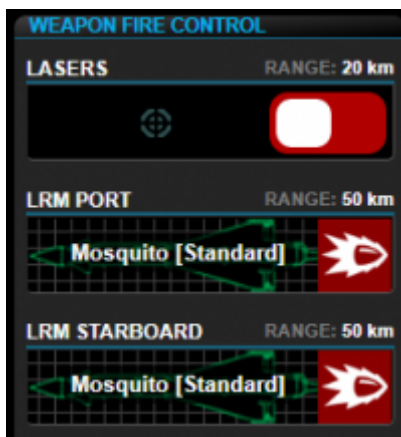 WEAPON FIRE CONTROL
LASERS RANGE: 20 km
LRM PORT RANGE: 50 km
Mosquito [Standard]
LRM STARBOARD RANGE: 50 km
Mosquito [Standard]